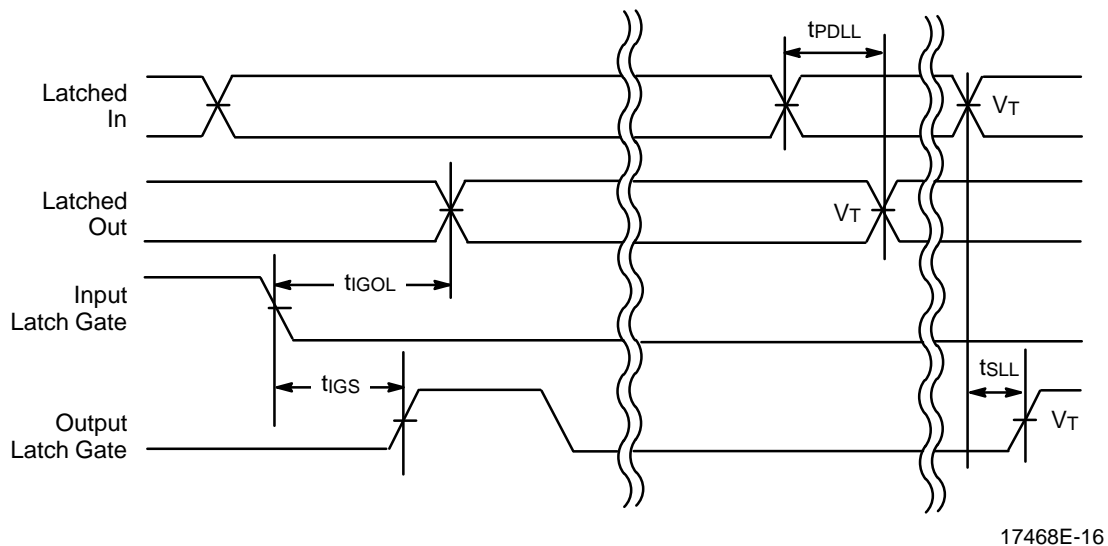 tPDLL
Latched
In
VT
Latched
Out
VT
tIGOL
Input
Latch Gate
tSLL
tIGS
Output
Latch Gate
VT
17468E-16